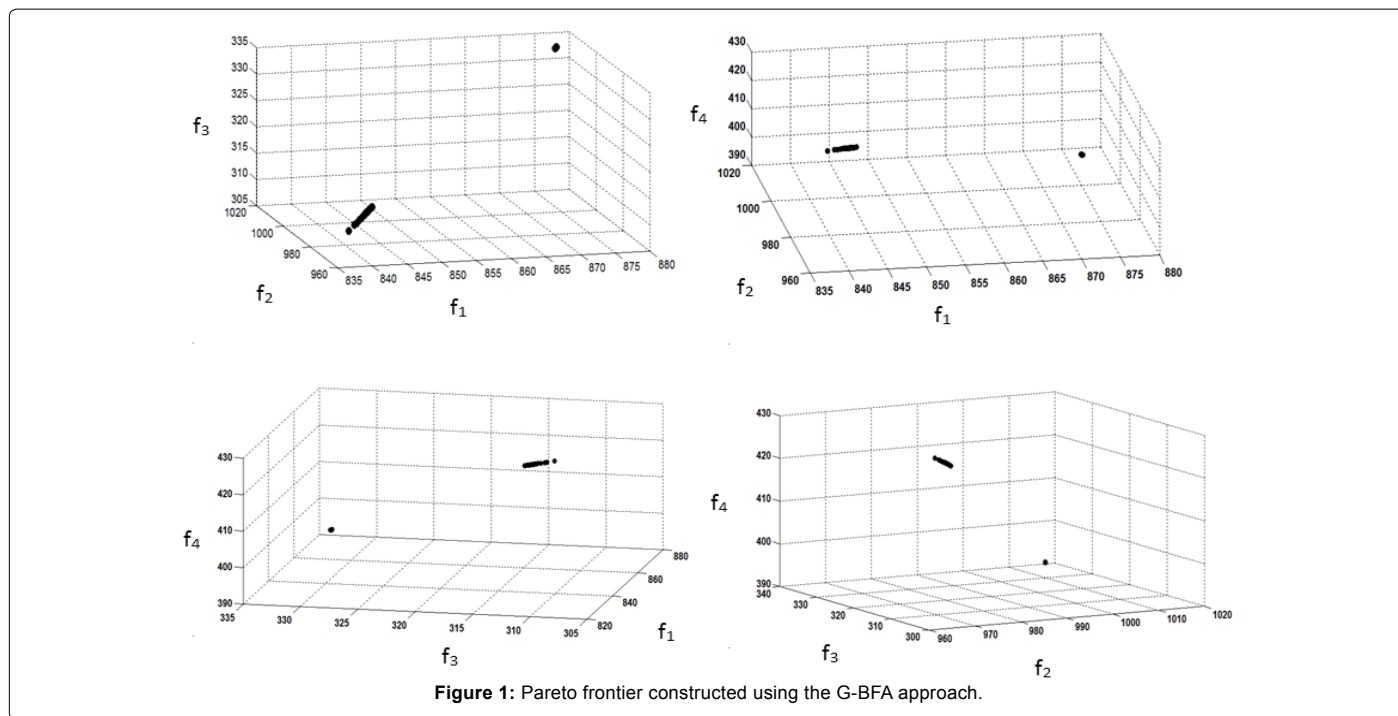 335
330
325
320
315
310
305
1020
1000
980
960
835 840 845 850 855 860 865 870 875 880
f3
f2
f1
430
420
410
400
390
1020
1000
980
960
835 840 845 850 855 860 865 870 875 880
f4
f2
f1
430
420
410
400
390
335 330 325 320 315 310 305
820
840
860
880
f4
f3
f1
430
420
410
400
390
340
330
320
310
300
960 970 980 990 1000 1010 1020
f4
f3
f2
Figure 1: Pareto frontier constructed using the G-BFA approach.